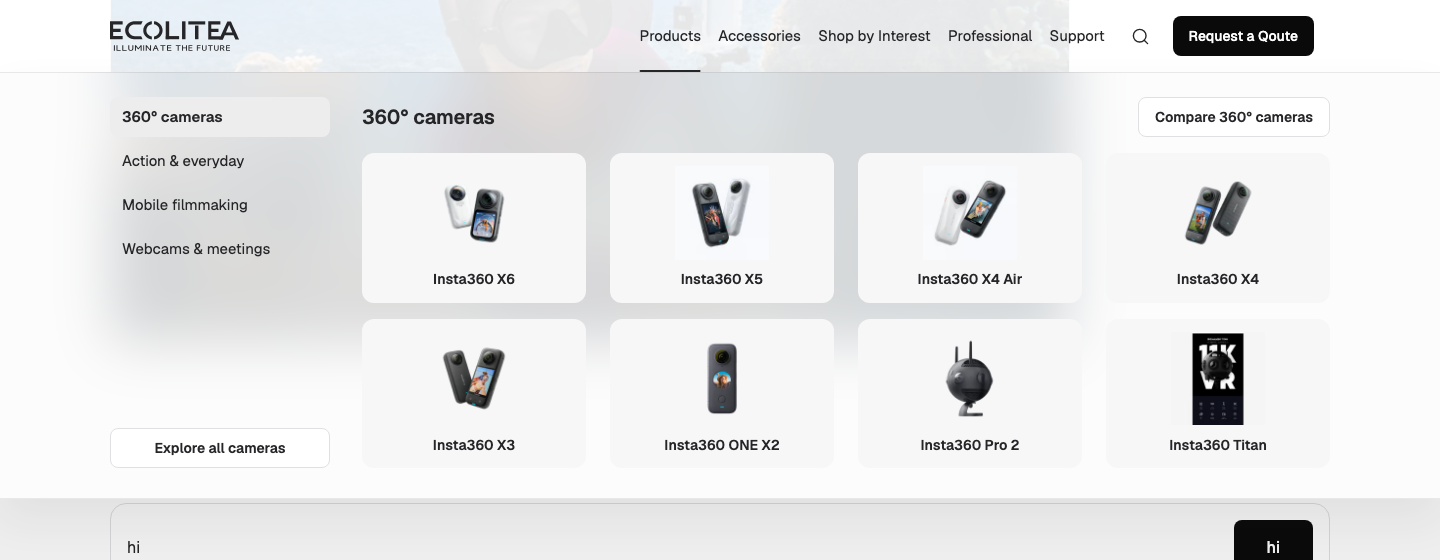 ECOLITEA
ILLUMINATE THE FUTURE
Products Accessories Shop by Interest Professional Support Request a Qoute
360° cameras
Action & everyday
Mobile filmmaking
Webcams & meetings
Explore all cameras
360° cameras
Compare 360° cameras
Insta360 X6
Insta360 X5
Insta360 X4 Air
Insta360 X4
Insta360 X3
Insta360 ONE X2
Insta360 Pro 2
11K
VR
Insta360 Titan
hi
hi